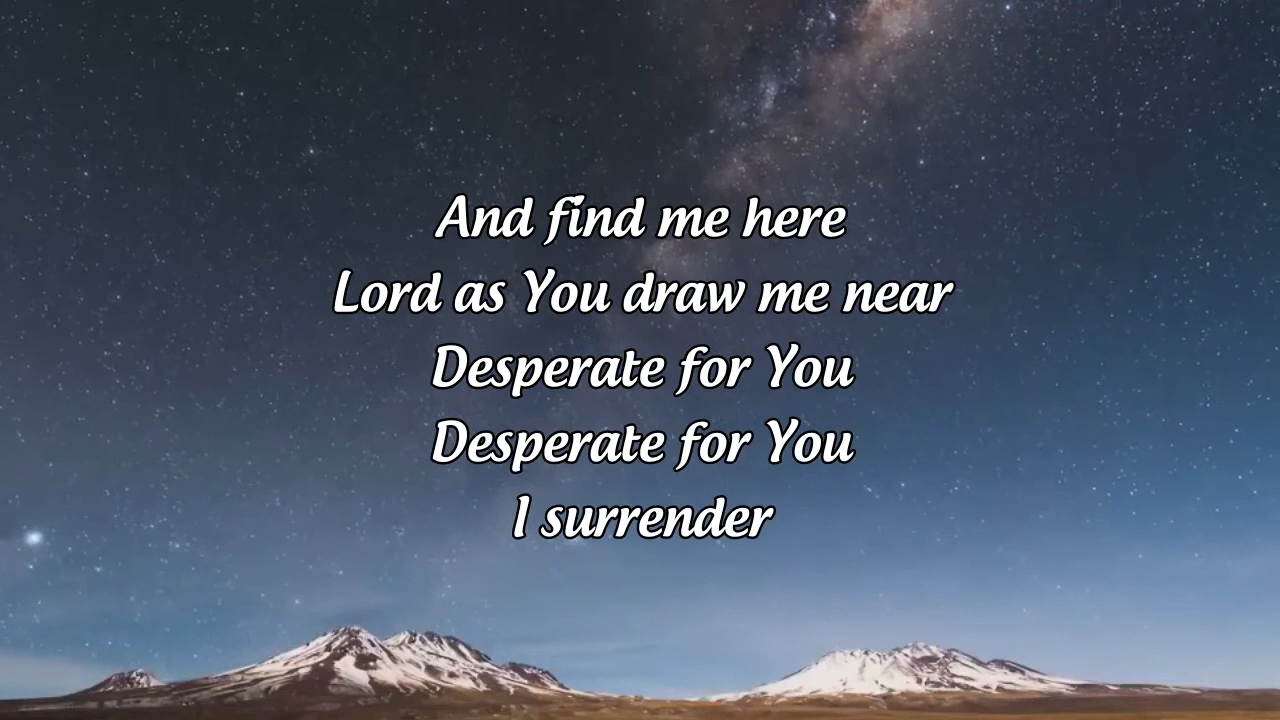 And find me here
Lord as You draw me near
Desperate for You
Desperate for You
I surrender